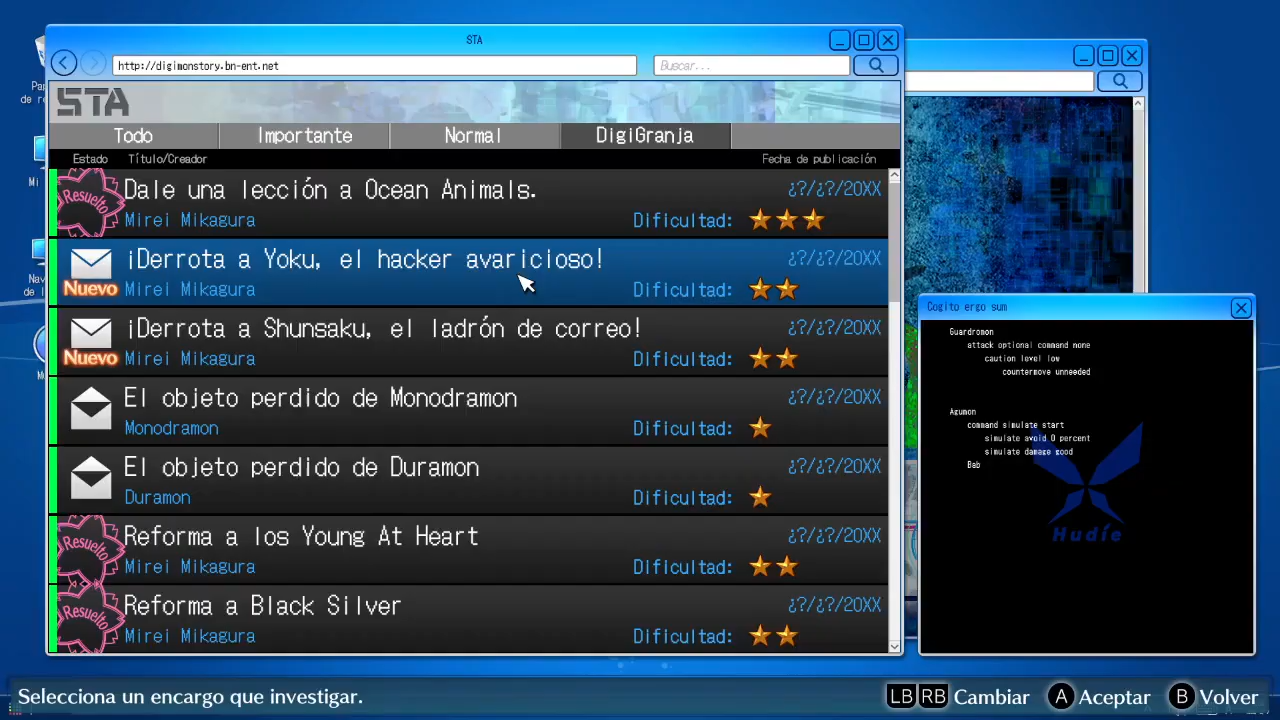 STA
http://digimonstory.bn-ent.net
Buscar...
STA
Todo
Importante
Normal
DigiGranja
Estado
Título/Creador
Fecha de publicación
Resuelto
Dale una lección a Ocean Animals.
¿?/¿?/20XX
Mirei Mikagura
Dificultad:
¡Derrota a Yoku, el hacker avaricioso!
¿?/¿?/20XX
Nuevo
Mirei Mikagura
Dificultad:
¡Derrota a Shunsaku, el ladrón de correo!
¿?/¿?/20XX
Nuevo
Mirei Mikagura
Dificultad:
El objeto perdido de Monodramon
¿?/¿?/20XX
Monodramon
Dificultad:
El objeto perdido de Duramon
¿?/¿?/20XX
Duramon
Dificultad:
Resuelto
Reforma a los Young At Heart
¿?/¿?/20XX
Mirei Mikagura
Dificultad:
Resuelto
Reforma a Black Silver
¿?/¿?/20XX
Mirei Mikagura
Dificultad:
Cogito ergo sum
Guardromon
attack optional command none
caution level low
countermove unneeded
Agumon
command simulate start
simulate avoid 0 percent
simulate damage good
Bab
Hudie
Selecciona un encargo que investigar.
LB RB Cambiar
A Aceptar
B Volver